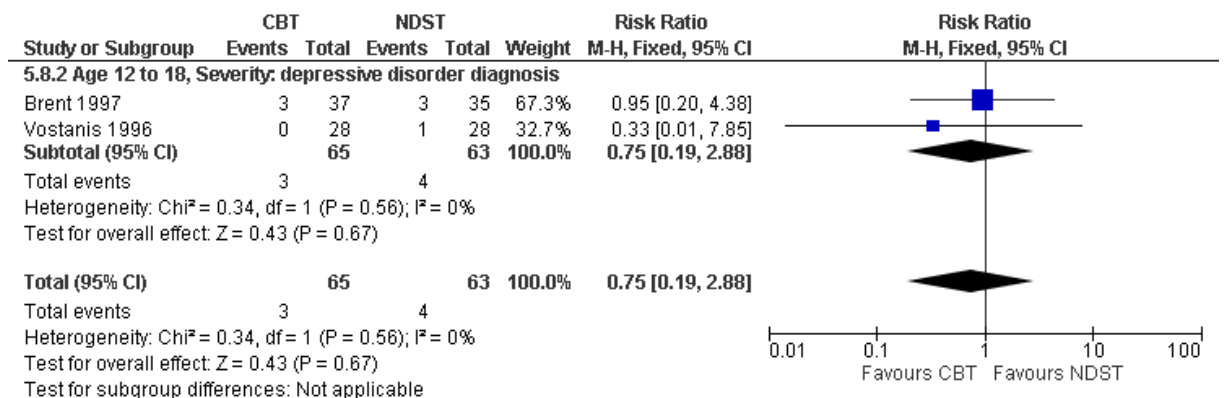 CBT NDST Risk Ratio Risk Ratio
Study or Subgroup Events Total Events Total Weight M-H, Fixed, 95% CI M-H, Fixed, 95% CI
5.8.2 Age 12 to 18, Severity: depressive disorder diagnosis
Brent 1997 3 37 3 35 67.3% 0.95 [0.20, 4.38]
Vostanis 1996 0 28 1 28 32.7% 0.33 [0.01, 7.85]
Subtotal (95% CI) 65 63 100.0% 0.75 [0.19, 2.88]
Total events 3 4
Heterogeneity: Chi² = 0.34, df = 1 (P = 0.56); I² = 0%
Test for overall effect: Z = 0.43 (P = 0.67)
Total (95% CI) 65 63 100.0% 0.75 [0.19, 2.88]
Total events 3 4
Heterogeneity: Chi² = 0.34, df = 1 (P = 0.56); I² = 0%
Test for overall effect: Z = 0.43 (P = 0.67)
Test for subgroup differences: Not applicable
0.01 0.1 1 10 100
Favours CBT Favours NDST